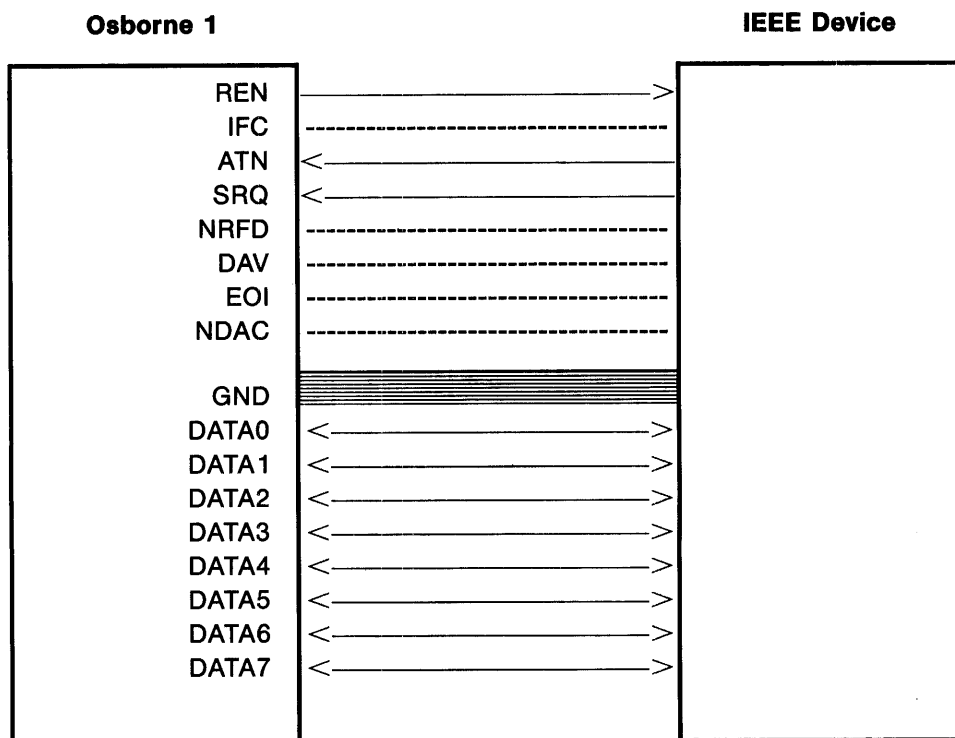 Osborne 1
IEEE Device
REN
IFC
ATN
SRQ
NRFD
DAV
EOI
NDAC
GND
DATA0
DATA1
DATA2
DATA3
DATA4
DATA5
DATA6
DATA7